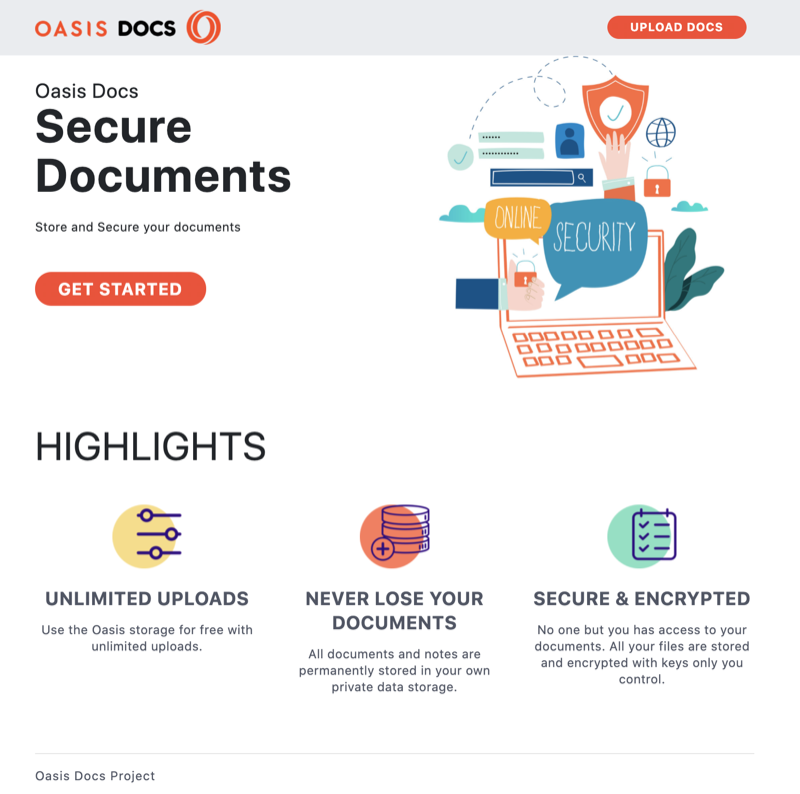 OASIS DOCS
UPLOAD DOCS
Oasis Docs
Secure
Documents
Store and Secure your documents
GET STARTED
ONLINE
SECURITY
HIGHLIGHTS
UNLIMITED UPLOADS
Use the Oasis storage for free with
unlimited uploads.
NEVER LOSE YOUR
DOCUMENTS
All documents and notes are
permanently stored in your own
private data storage.
SECURE & ENCRYPTED
No one but you has access to your
documents. All your files are stored
and encrypted with keys only you
control.
Oasis Docs Project